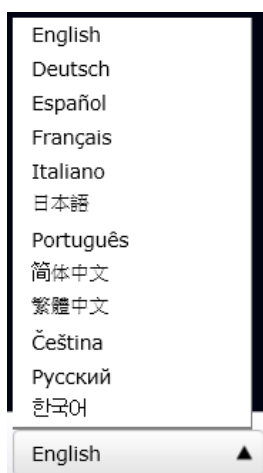 English
Deutsch
Español
Français
Italiano
日本語
Português
简体中文
繁體中文
Čeština
Русский
한국어
English